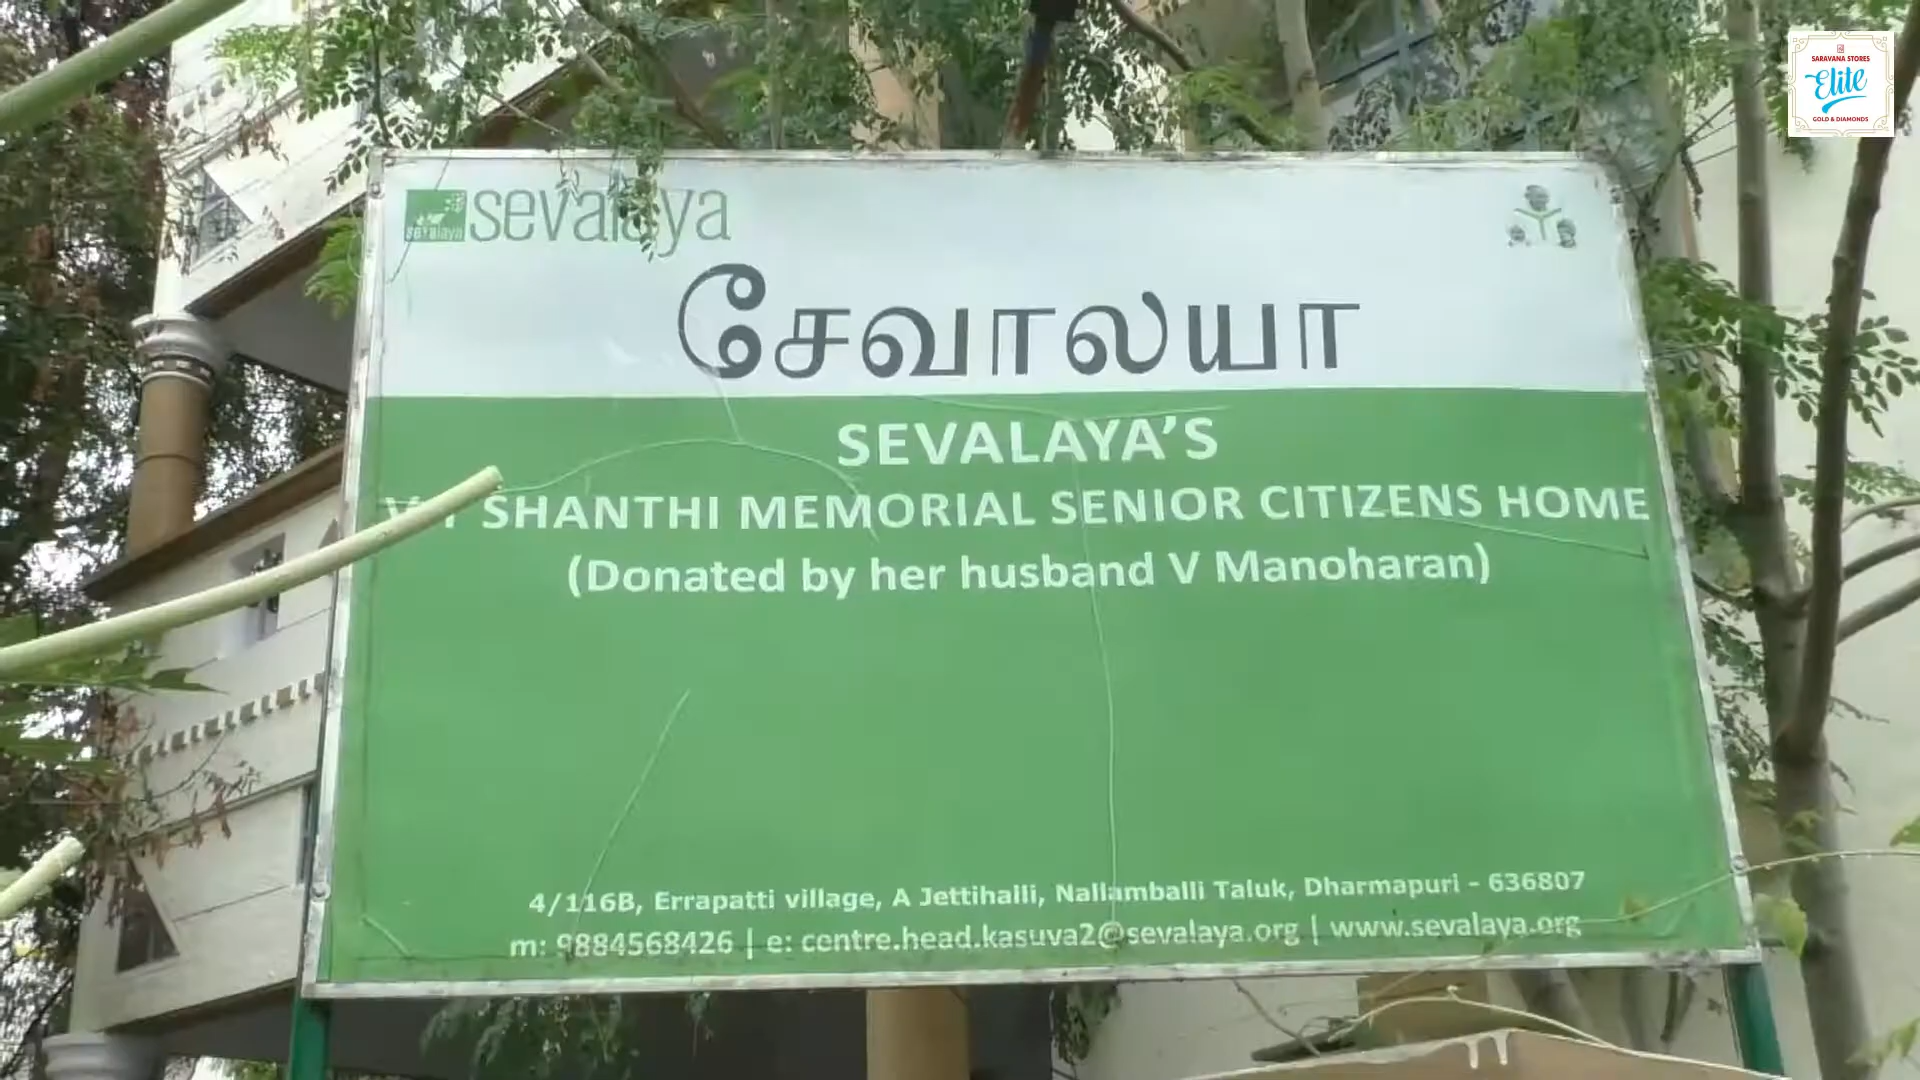 SARAVANA STORES
Elite
GOLD & DIAMONDS
sevalaya sevalaya
சேவாலயா
SEVALAYA'S
SHANTHI MEMORIAL SENIOR CITIZENS HOME
(Donated by her husband V Manoharan)
4/116B, Errapatti village, A Jettihalli, Nallamballi Taluk, Dharmapuri - 636807
m: 9884568426 | e: centre.head.kasuva2@sevalaya.org | www.sevalaya.org